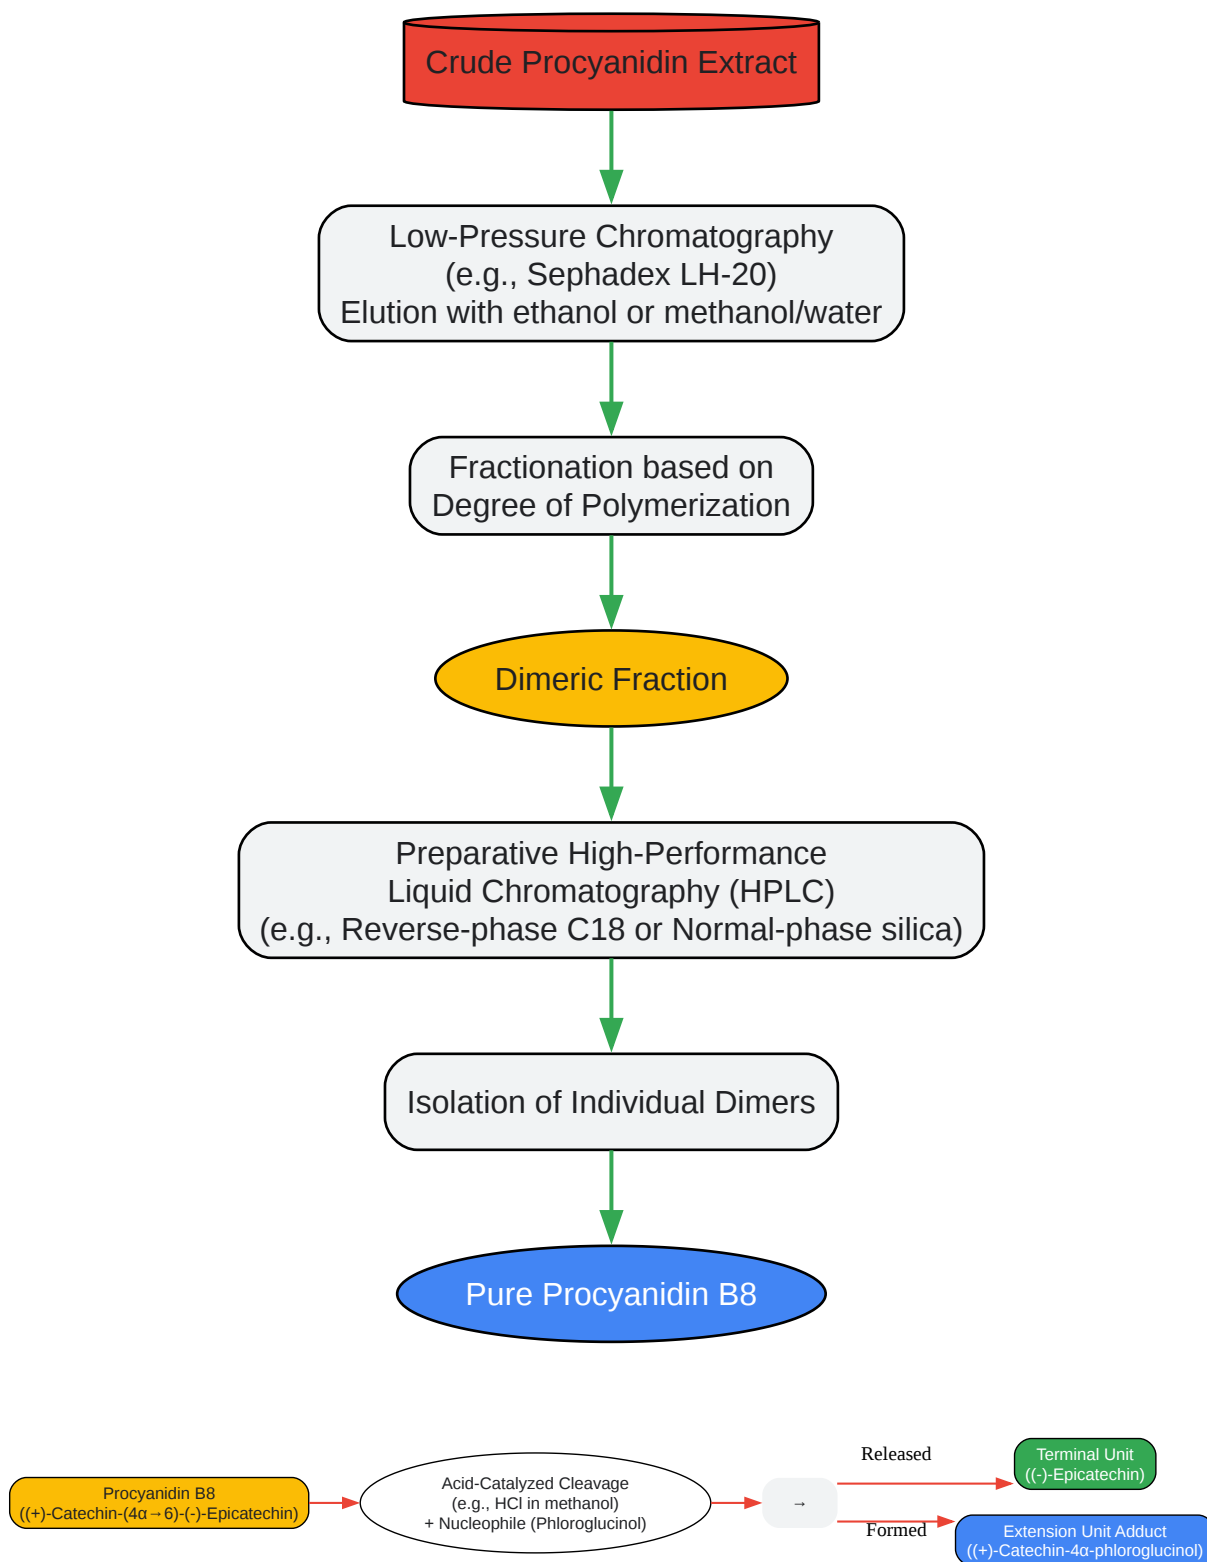 Crude Procyanidin Extract
Low-Pressure Chromatography
(e.g., Sephadex LH-20)
Elution with ethanol or methanol/water
Fractionation based on
Degree of Polymerization
Dimeric Fraction
Preparative High-Performance
Liquid Chromatography (HPLC)
(e.g., Reverse-phase C18 or Normal-phase silica)
Isolation of Individual Dimers
Pure Procyanidin B8
Procyanidin B8
((+)-Catechin-(4α→6)-(-)-Epicatechin)
Acid-Catalyzed Cleavage
(e.g., HCl in methanol)
+ Nucleophile (Phloroglucinol)
→
Released
Terminal Unit
((-)-Epicatechin)
Formed
Extension Unit Adduct
((+)-Catechin-4α-phloroglucinol)